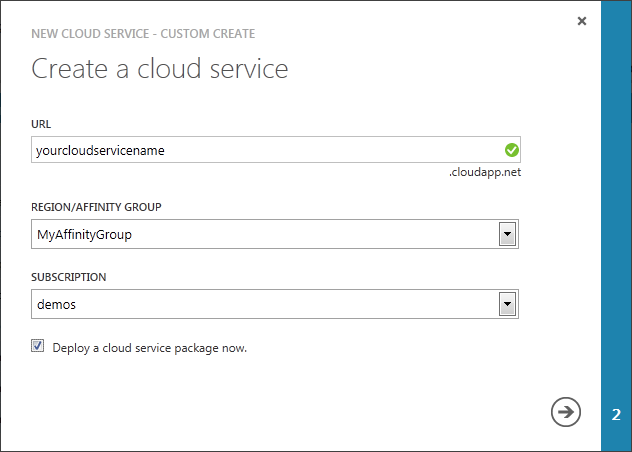 NEW CLOUD SERVICE - CUSTOM CREATE
Create a cloud service
URL
yourcloudservicename
.cloudapp.net
REGION/AFFINITY GROUP
MyAffinityGroup
SUBSCRIPTION
demos
Deploy a cloud service package now.
2